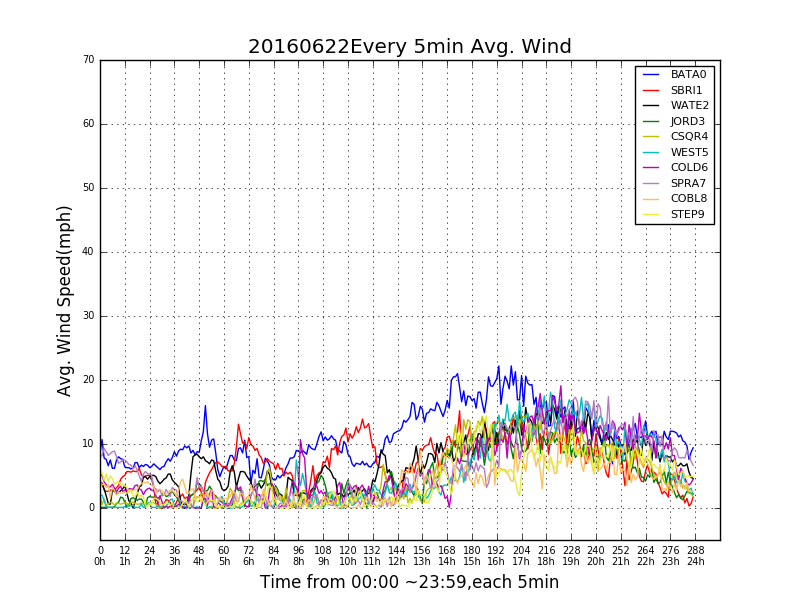 20160622Every 5min Avg. Wind
70
60
50
40
30
20
10
0
Avg. Wind Speed(mph)
BATA0
SBRI1
WATE2
JORD3
CSQR4
WEST5
COLD6
SPRA7
COBL8
STEP9
0 12 24 36 48 60 72 84 96 108 120 132 144 156 168 180 192 204 216 228 240 252 264 276 288
0h 1h 2h 3h 4h 5h 6h 7h 8h 9h 10h 11h 12h 13h 14h 15h 16h 17h 18h 19h 20h 21h 22h 23h 24h
Time from 00:00 ~23:59,each 5min